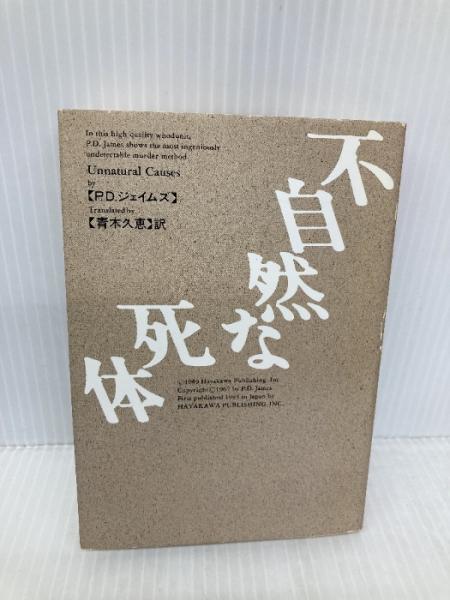 In this high quality whodunit,
P.D. James shows the most ingeniously
undetectable murder method
Unnatural Causes
by
【P.D.ジェイムズ】
Translated by
【青木久恵】訳
不自然な死体
Hayakawa Publishing, Inc.
Copyright © 1967 by P.D. James
First published in Japan by
HAYAKAWA PUBLISHING, INC.